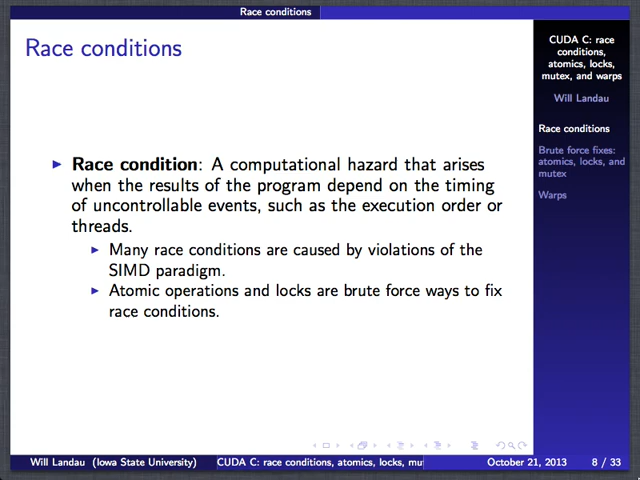 Race conditions
Race conditions
Race condition: A computational hazard that arises
when the results of the program depend on the timing
of uncontrollable events, such as the execution order or
threads.
Many race conditions are caused by violations of the
SIMD paradigm.
Atomic operations and locks are brute force ways to fix
race conditions.
CUDA C: race
conditions,
atomics, locks,
mutex, and warps
Will Landau
Race conditions
Brute force fixes:
atomics, locks, and
mutex
Warps
Will Landau (Iowa State University)
CUDA C: race conditions, atomics, locks, mu
October 21, 2013
8 / 33